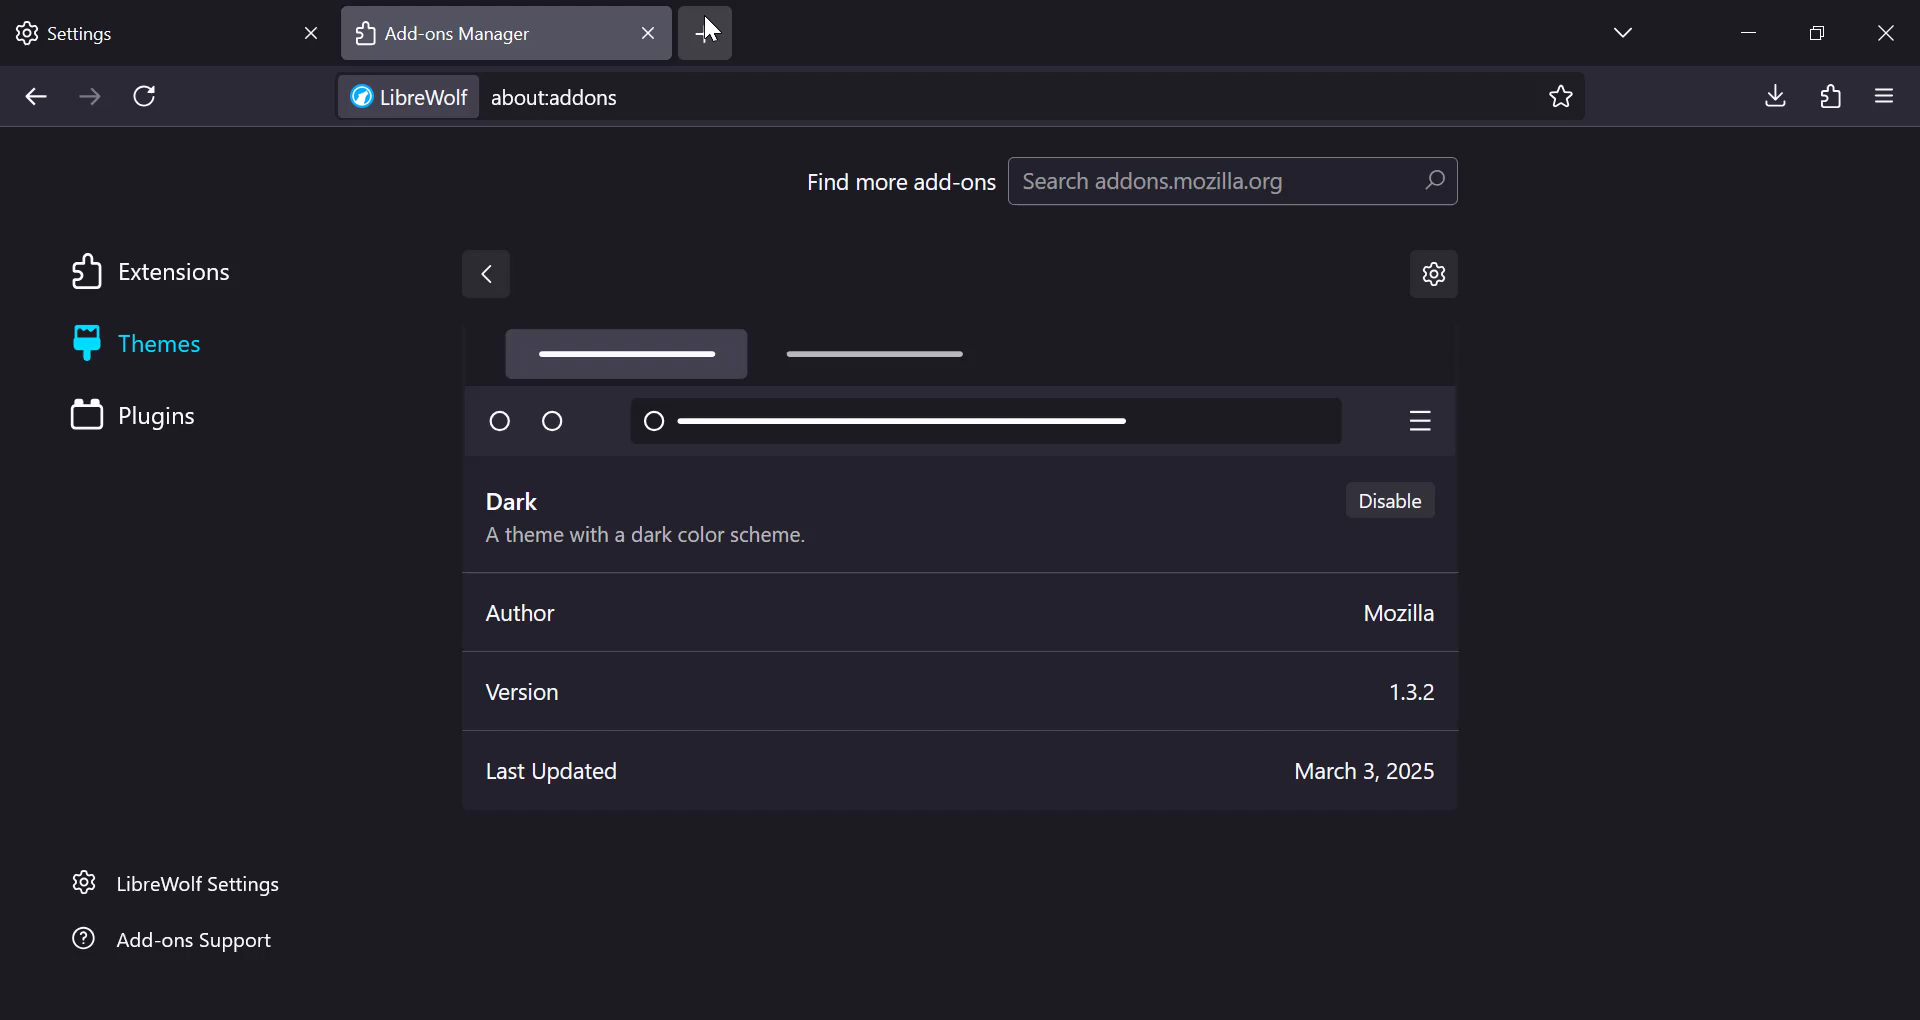 Settings
Add-ons Manager
LibreWolf
about:addons
Find more add-ons
Search addons.mozilla.org
Extensions
Themes
Plugins
Dark
Disable
A theme with a dark color scheme.
Author
Mozilla
Version
1.3.2
Last Updated
March 3, 2025
LibreWolf Settings
Add-ons Support